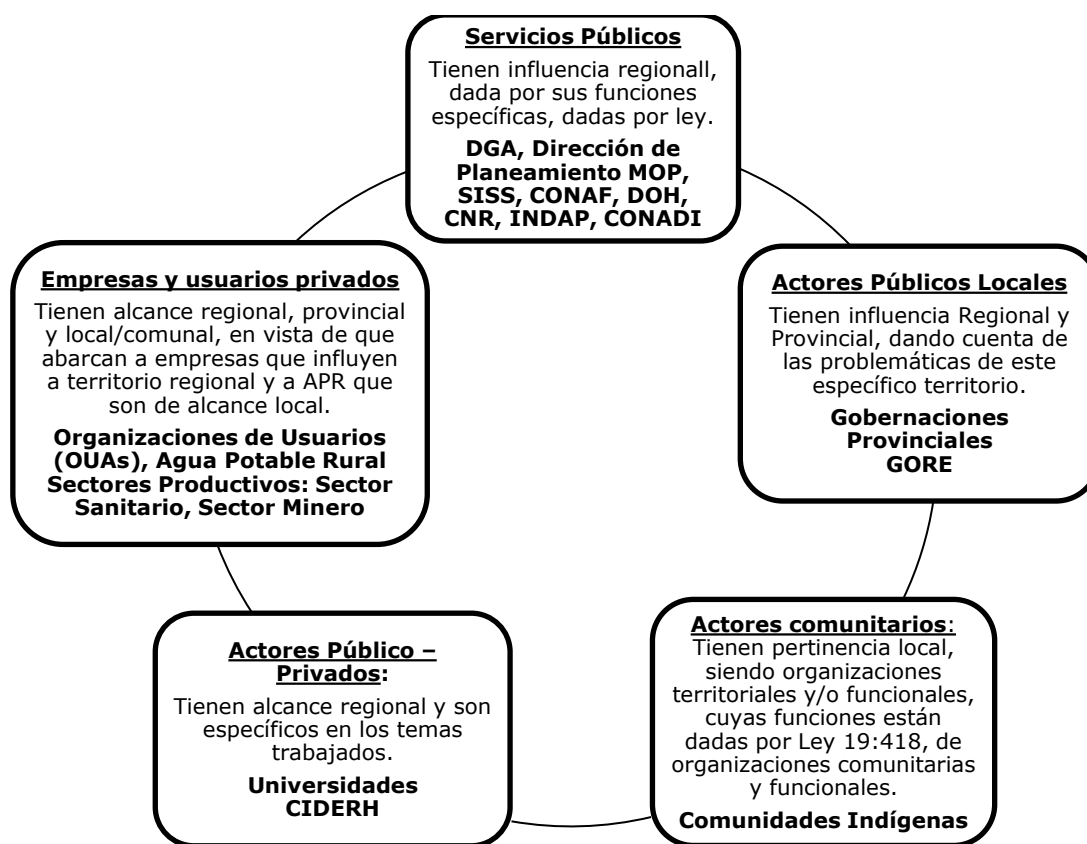 Servicios Públicos
Tienen influencia regionall,
dada por sus funciones
específicas, dadas por ley.
DGA, Dirección de
Planeamiento MOP,
SISS, CONAF, DOH,
CNR, INDAP, CONADI
Actores Públicos Locales
Tienen influencia Regional y
Provincial, dando cuenta de
las problemáticas de este
específico territorio.
Gobernaciones
Provinciales
GORE
Actores comunitarios:
Tienen pertinencia local,
siendo organizaciones
territoriales y/o funcionales,
cuyas funciones están
dadas por Ley 19:418, de
organizaciones comunitarias
y funcionales.
Comunidades Indígenas
Actores Público –
Privados:
Tienen alcance regional y son
específicos en los temas
trabajados.
Universidades
CIDERH
Empresas y usuarios privados
Tienen alcance regional, provincial
y local/comunal, en vista de que
abarcan a empresas que influyen
a territorio regional y a APR que
son de alcance local.
Organizaciones de Usuarios
(OUAs), Agua Potable Rural
Sectores Productivos: Sector
Sanitario, Sector Minero